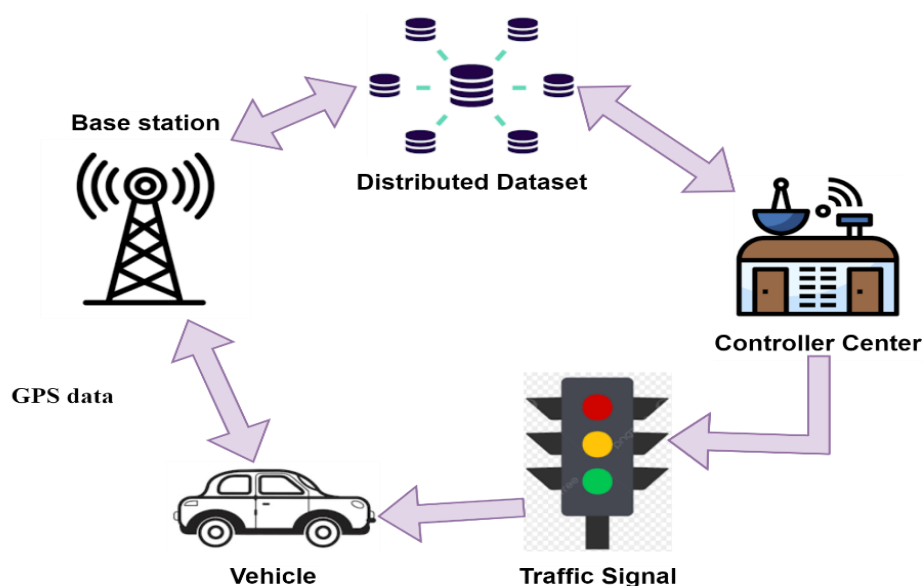 Base station
Distributed Dataset
Controller Center
GPS data
Vehicle
Traffic Signal